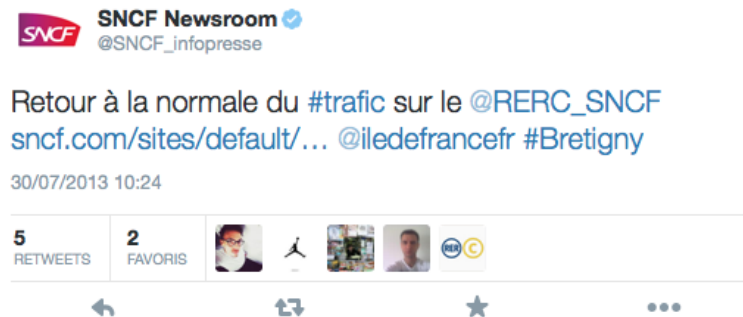 SNCF
SNCF Newsroom
@SNCF_infopresse
Retour à la normale du #trafic sur le @RERC_SNCF
sncf.com/sites/default/... @iledefrancefr #Bretigny
30/07/2013 10:24
5
RETWEETS
2
FAVORIS
RER C